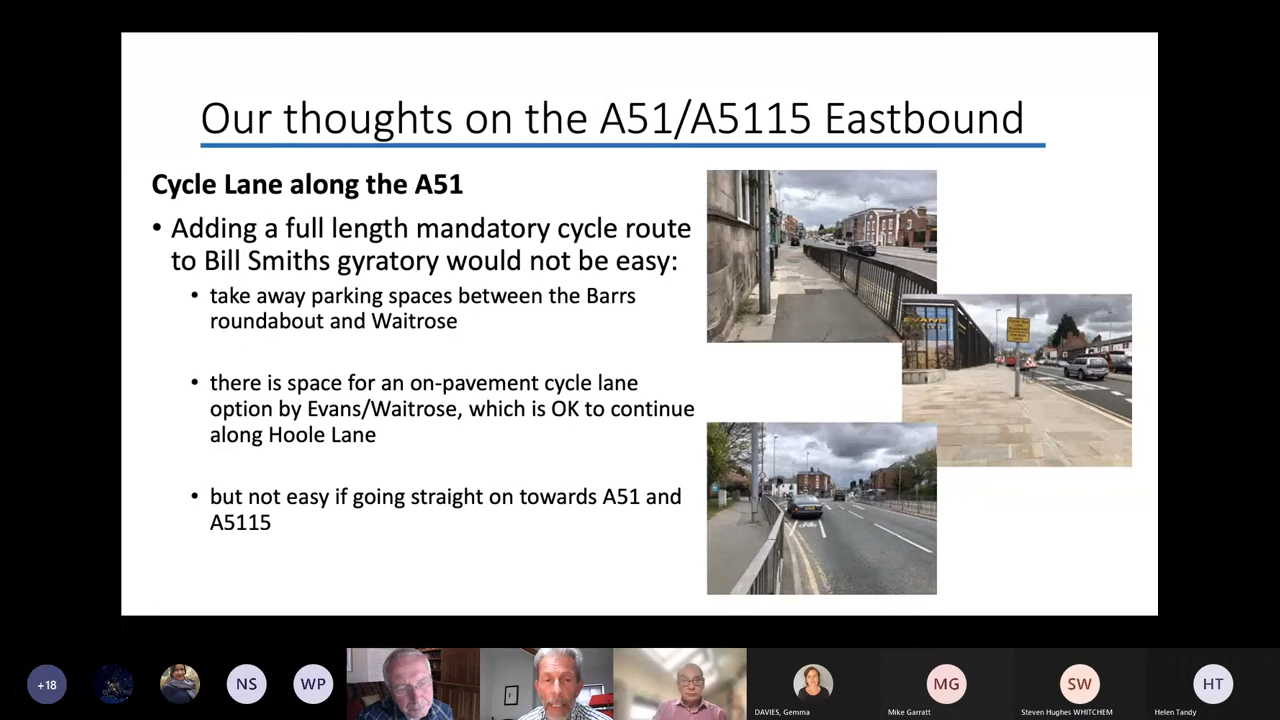 Our thoughts on the A51/A5115 Eastbound
Cycle Lane along the A51
• Adding a full length mandatory cycle route
to Bill Smiths gyratory would not be easy:
• take away parking spaces between the Barrs
roundabout and Waitrose
• there is space for an on-pavement cycle lane
option by Evans/Waitrose, which is OK to continue
along Hoole Lane
• but not easy if going straight on towards A51 and
A5115
EVANS
+18
NS
WP
MG
SW
HT
DAVIES, Gemma
Mike Garratt
Steven Hughes WHITCHEM
Helen Tandy